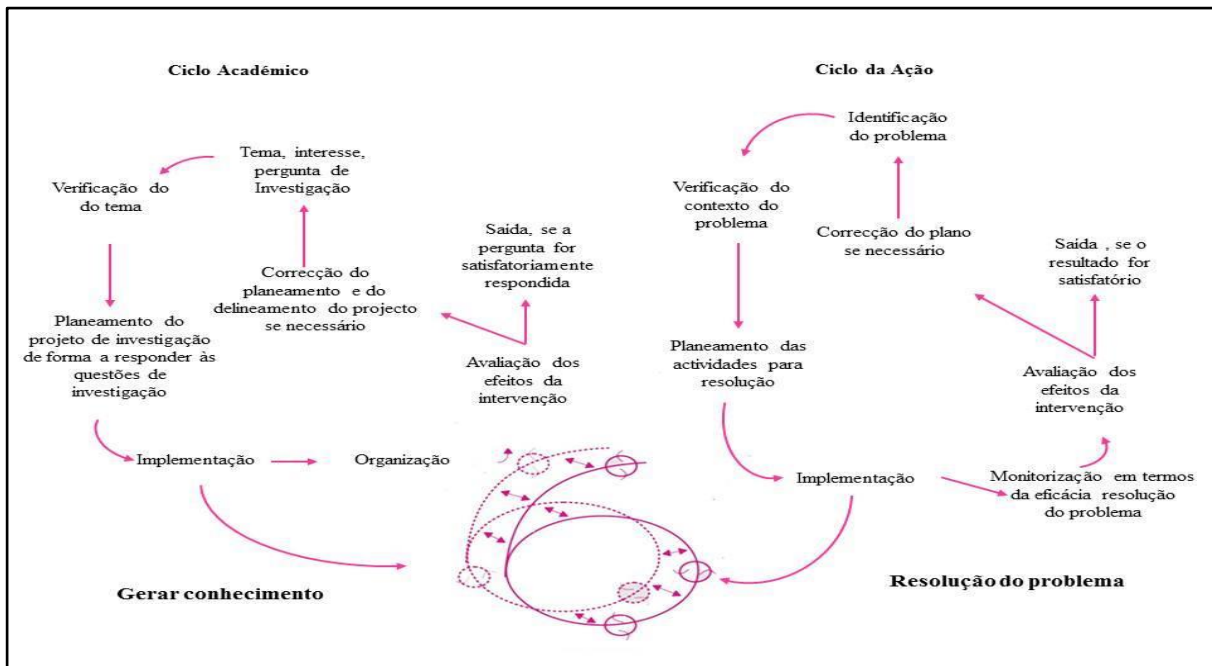 Ciclo Académico
Tema, interesse,
pergunta de
Investigação
Verificação do
do tema
Saída, se a
pergunta for
satisfatoriamente
respondida
Correcção do
planeamento e do
delineamento do projecto
se necessário
Planeamento do
projeto de investigação
de forma a responder às
questões de
investigação
Avaliação dos
efeitos da
intervenção
Implementação
Organização
Gerar conhecimento
Ciclo da Ação
Identificação
do problema
Verificação do
contexto do
problema
Correcção do plano
se necessário
Saída , se o
resultado for
satisfatório
Planeamento das
actividades para
resolução
Avaliação dos
efeitos da
intervenção
Implementação
Monitorização em termos
da eficácia resolução
do problema
Resolução do problema